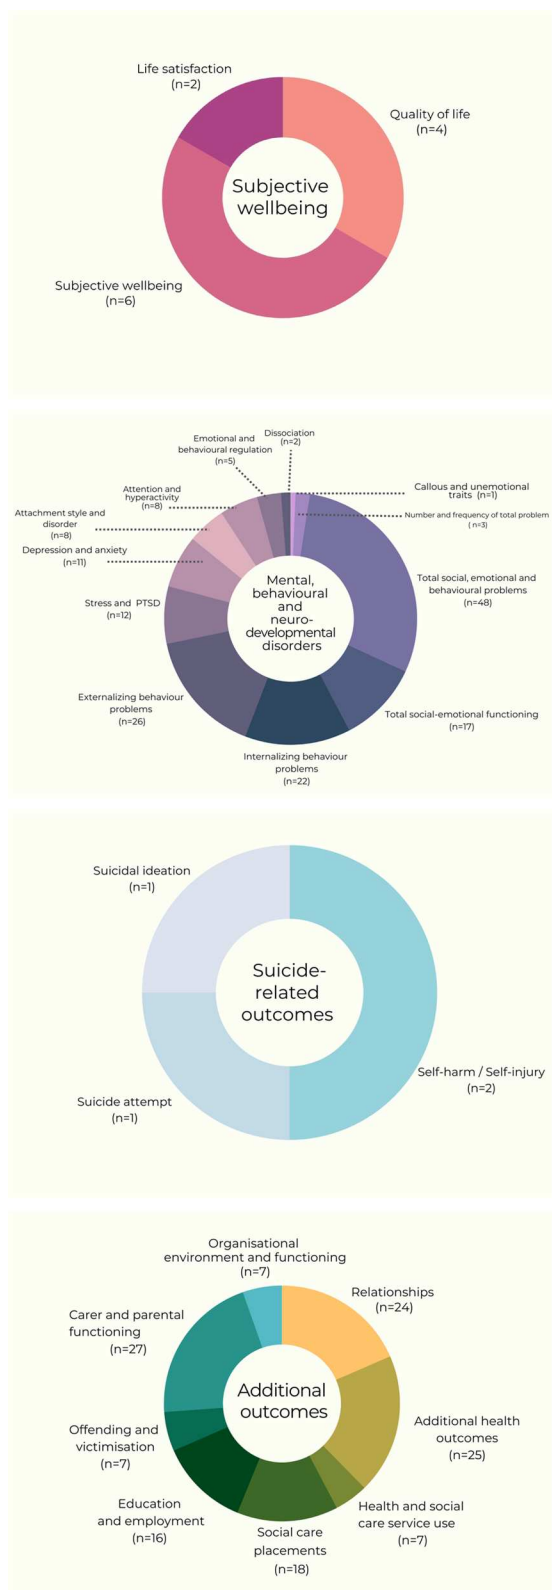 Life satisfaction
(n=2)
Quality of life
(n=4)
Subjective
wellbeing
Subjective wellbeing
(n=6)
Dissociation
(n=2)
Emotional and
behavioural regulation
(n=5)
Callous and unemotional
traits (n=1)
Attention and
hyperactivity
(n=8)
Number and frequency of total problem
(n=3)
Attachment style and
disorder
(n=8)
Depression and anxiety
(n=11)
Mental,
behavioural
and
neuro-
developmental
disorders
Total social, emotional and
behavioural problems
(n=48)
Stress and PTSD
(n=12)
Externalizing behaviour
problems
(n=26)
Total social-emotional functioning
(n=17)
Internalizing behaviour
problems
(n=22)
Suicidal ideation
(n=1)
Suicide-
related
outcomes
Self-harm / Self-injury
(n=2)
Suicide attempt
(n=1)
Organisational
environment and functioning
(n=7)
Relationships
(n=24)
Carer and parental
functioning
(n=27)
Additional
outcomes
Additional health
outcomes
(n=25)
Offending and
victimisation
(n=7)
Education
and employment
(n=16)
Health and social
care service use
(n=7)
Social care
placements
(n=18)